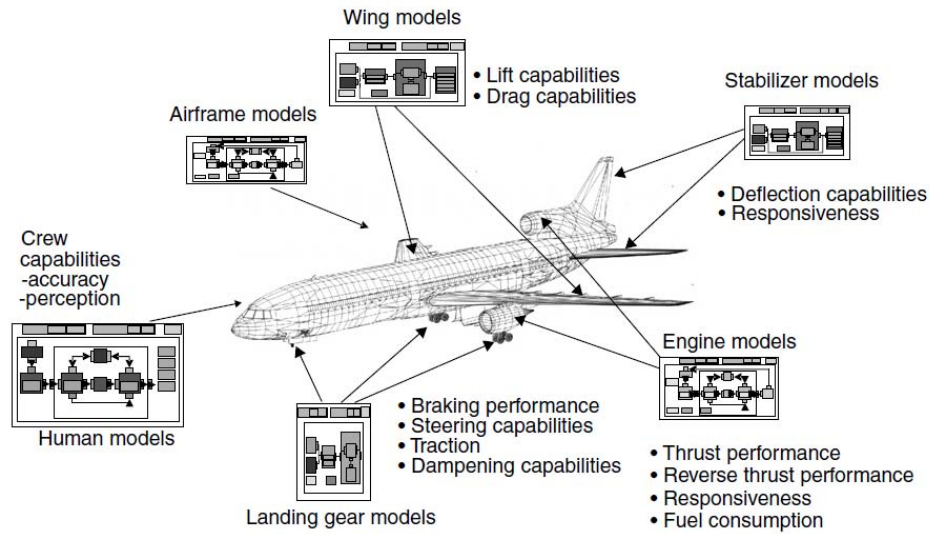 Wing models
• Lift capabilities
• Drag capabilities
Stabilizer models
• Deflection capabilities
• Responsiveness
Airframe models
Crew
capabilities
-accuracy
-perception
Human models
Landing gear models
• Braking performance
• Steering capabilities
• Traction
• Dampening capabilities
Engine models
• Thrust performance
• Reverse thrust performance
• Responsiveness
• Fuel consumption